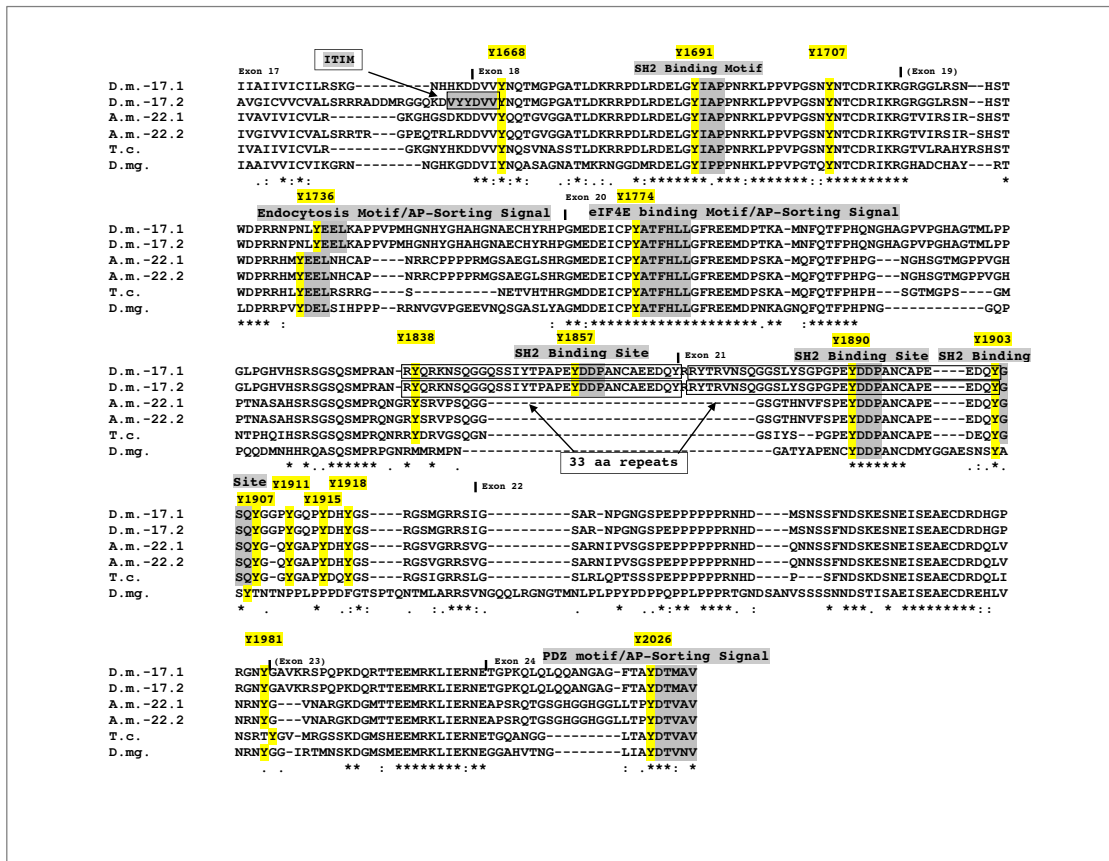 Y1668 Y1691 Y1707
ITIM
Exon 17 Exon 18 SH2 Binding Motif (Exon 19)
D.m.-17.1 IIAIIVICILRSKG---------NHHKDDVVYNQTMGPGATLDKRRPDLRDELGYIAPPNRKLPPVPGSNYNTCDRIKRGRGGLRSN--HST
D.m.-17.2 AVGICVVCVALSRRRADDMRGGQKDVYYDVVYNQTMGPGATLDKRRPDLRDELGYIAPPNRKLPPVPGSNYNTCDRIKRGRGGLRSN--HST
A.m.-22.1 IVAVIVICVLR--------GKGHGSDKDDVVYQQTGVGGATLDKRRPDLRDELGYIAPPNRKLPPVPGSNYNTCDRIKRGTVIRSIR-SHST
A.m.-22.2 IVGIVVICVALSRRTR---GPEQTRLRDDVVYQQTGVGGATLDKRRPDLRDELGYIAPPNRKLPPVPGSNYNTCDRIKRGTVIRSIR-SHST
T.c. IVAIIVVICLR--------GKGNYHKDDVVYNQSVNASSTLDKRRPDLRDELGYIAPPNRKLPPVPGSNYNTCDRIKRGTVLRAHYRSHST
D.mg. IAAIVVICVIKGRN---------NGHKGDDVIYNQSASAGNATMKRNGGDMRDELGYIPPPNHKLPPVPGTQYNTCDRIKRGHADCHAY---RT
Y1736 Y1774
Exon 20
Endocytosis Motif/AP-Sorting Signal eIF4E binding Motif/AP-Sorting Signal
D.m.-17.1 WDPRRNPNLYEELKAPPVPMHGNHYGHAHGNAECHYRHPGMEDEICPYATFHLLGFREEMDPTKA-MNFQTFPHQNGHAGPVPGHAGTMLPP
D.m.-17.2 WDPRRNPNLYEELKAPPVPMHGNHYGHAHGNAECHYRHPGMEDEICPYATFHLLGFREEMDPTKA-MNFQTFPHQNGHAGPVPGHAGTMLPP
A.m.-22.1 WDPRRHMYEELNHCAP---NRRCPPPPRMGSAEGLSHRGMEDEICPYATFHLLGFREEMDPSKA-MQFQTFPHPG---NGHSGTMGPPVGH
A.m.-22.2 WDPRRHMYEELNHCAP---NRRCPPPPRMGSAEGLSHRGMEDEICPYATFHLLGFREEMDPSKA-MQFQTFPHPG---NGHSGTMGPPVGH
T.c. WDPRRHLYEELRSRRG---S---------NETVHTHRGMDDEICPYATFHLLGFREEMDPSKA-MQFQTFPHPH----SGTMGPS---GM
D.mg. LDPRRPVYDELSIHPPP--RRNVGVPGEEVNQSGASLYAGMDDEICPYATFHLLGFREEMDPNKAGNQFQTFPHPNG-----------GQP
Y1838 Y1857 Y1890 Y1903
SH2 Binding Site Exon 21 SH2 Binding Site SH2 Binding
D.m.-17.1 GLPGHVHSRSGSQSMPRAN-RYQRKNSQGGQSSIYTPAPEYDDPANCAEEDQYRRYTRVNSQGGSLYSGPGPEYDDPANCAPE----EDQYG
D.m.-17.2 GLPGHVHSRSGSQSMPRAN-RYQRKNSQGGQSSIYTPAPEYDDPANCAEEDQYRRYTRVNSQGGSLYSGPGPEYDDPANCAPE----EDQYG
A.m.-22.1 PTNASAHSRSGSQSMPRQNGRYSRVPSQGG--------------------------------GSGTHNVFSPEYDDPANCAPE----EDQYG
A.m.-22.2 PTNASAHSRSGSQSMPRQNGRYSRVPSQGG--------------------------------GSGTHNVFSPEYDDPANCAPE----EDQYG
T.c. NTPHQIHSRSGSQSMPRQNRRYDRVGSQGN--------------------------------GSIYS--PGPEYDDPANCAPE----EDQYG
D.mg. PQQDMNHHRQASQSMPRPGNRMMRMPN-----------------------------------GATYAPENCYDDPANCDMYGGAESNSYA
33 aa repeats
Site
Y1907 Y1911 Y1915 Y1918
Exon 22
D.m.-17.1 SQYGGPYGQPYDHYGS----RGSMGRRSIG-----------SAR-NPGNGSPEPPPPPPRNHD----MSNSSFNDSKESNEISEAECDRDHGP
D.m.-17.2 SQYGGPYGQPYDHYGS----RGSMGRRSIG-----------SAR-NPGNGSPEPPPPPPRNHD----MSNSSFNDSKESNEISEAECDRDHGP
A.m.-22.1 SQYG-QYGAPYDHYGS----RGSVGRRSVG-----------SARNIPVSGSPEPPPPPPRNHD----QNNSSFNDSKESNEISEAECDRDQLV
A.m.-22.2 SQYG-QYGAPYDHYGS----RGSVGRRSVG-----------SARNIPVSGSPEPPPPPPRNHD----QNNSSFNDSKESNEISEAECDRDQLV
T.c. SQYG-GYGAPYDQYGS----RGSIGRRSLG-----------SLRLQPTSSSPEPPPPPPRNHD----P--SFNDSKDSNEISEAECDRDQLI
D.mg. SYTNTNPPLPPPDFGTSPTQNTMLARRSVNGQQLRGNGTMNLPLPPYPDPPQPPLPPPPRTGNDSANVSSSSNNDSTISAEISEAECDREHLV
Y1981 Y2026
(Exon 23) Exon 24 PDZ motif/AP-Sorting Signal
D.m.-17.1 RGNYGAVKRSPQPKDQRTTEEMRKLIERNETGPKQLQLQQANGAG-FTAYDTMAV
D.m.-17.2 RGNYGAVKRSPQPKDQRTTEEMRKLIERNETGPKQLQLQQANGAG-FTAYDTMAV
A.m.-22.1 NRNYG---VNARGKDGMTTEEMRKLIERNEAPSRQTGSGHGGHGGLLTPYDTVAV
A.m.-22.2 NRNYG---VNARGKDGMTTEEMRKLIERNEAPSRQTGSGHGGHGGLLTPYDTVAV
T.c. NSRTYGV-MRGSSKDGMSHEEMRKLIERNETGQANGG--------LTPYDTVAV
D.mg. NRNYGG--IRTMNSKDGMSMEEMRKLIEKNEGGAHVTNG------LIAYDTVNV